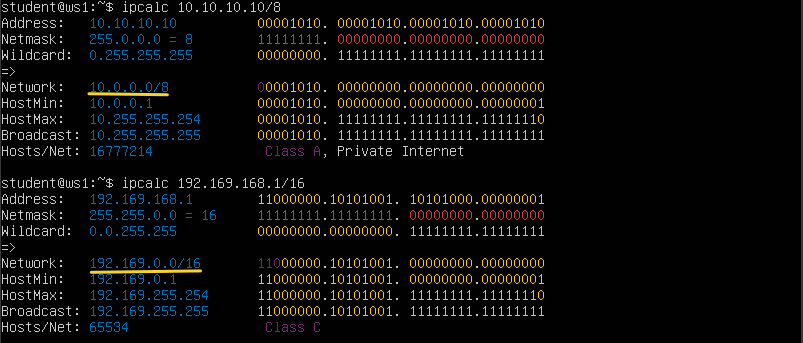 student@ws1:~$ ipcalc 10.10.10.10/8
Address:   10.10.10.10          00001010. 00001010.00001010.00001010
Netmask:   255.0.0.0 = 8        11111111. 00000000.00000000.00000000
Wildcard:  0.255.255.255        00000000. 11111111.11111111.11111111
=>
Network:   10.0.0.0/8           00001010. 00000000.00000000.00000000
HostMin:   10.0.0.1             00001010. 00000000.00000000.00000001
HostMax:   10.255.255.254       00001010. 11111111.11111111.11111110
Broadcast: 10.255.255.255       00001010. 11111111.11111111.11111111
Hosts/Net: 16777214              Class A, Private Internet
student@ws1:~$ ipcalc 192.169.168.1/16
Address:   192.169.168.1        11000000.10101001. 10101000.00000001
Netmask:   255.255.0.0 = 16     11111111.11111111. 00000000.00000000
Wildcard:  0.0.255.255          00000000.00000000. 11111111.11111111
=>
Network:   192.169.0.0/16       11000000.10101001. 00000000.00000000
HostMin:   192.169.0.1          11000000.10101001. 00000000.00000001
HostMax:   192.169.255.254      11000000.10101001. 11111111.11111110
Broadcast: 192.169.255.255      11000000.10101001. 11111111.11111111
Hosts/Net: 65534                 Class C